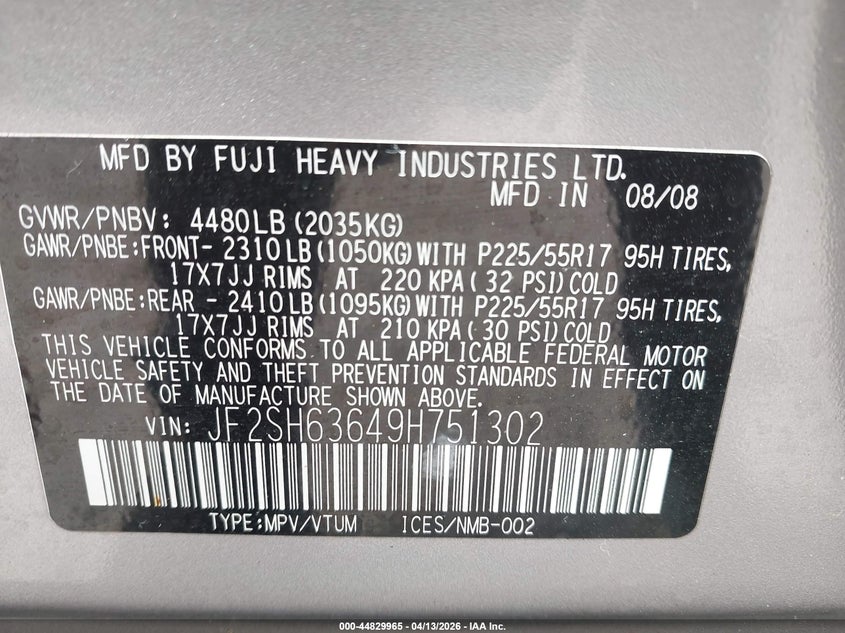 MFD BY FUJI HEAVY INDUSTRIES LTD.
MFD IN 08/08
GVWR/PNBV: 4480LB (2035KG)
GAWR/PNBE:FRONT- 2310LB(1050KG)WITH P225/55R17 95H TIRES,
17X7JJ RIMS AT 220 KPA( 32 PSI)COLD
GAWR/PNBE:REAR - 2410LB(1095KG)WITH P225/55R17 95H TIRES,
17X7JJ RIMS AT 210 KPA( 30 PSI)COLD
THIS VEHICLE CONFORMS TO ALL APPLICABLE FEDERAL MOTOR
VEHICLE SAFETY AND THEFT PREVENTION STANDARDS IN EFFECT ON
THE DATE OF MANUFACTURE SHOWN ABOVE.
VIN: JF2SH63649H751302
TYPE:MPV/VTUM ICES/NMB-002
000-44829965 - 04/13/2026 - IAA Inc.